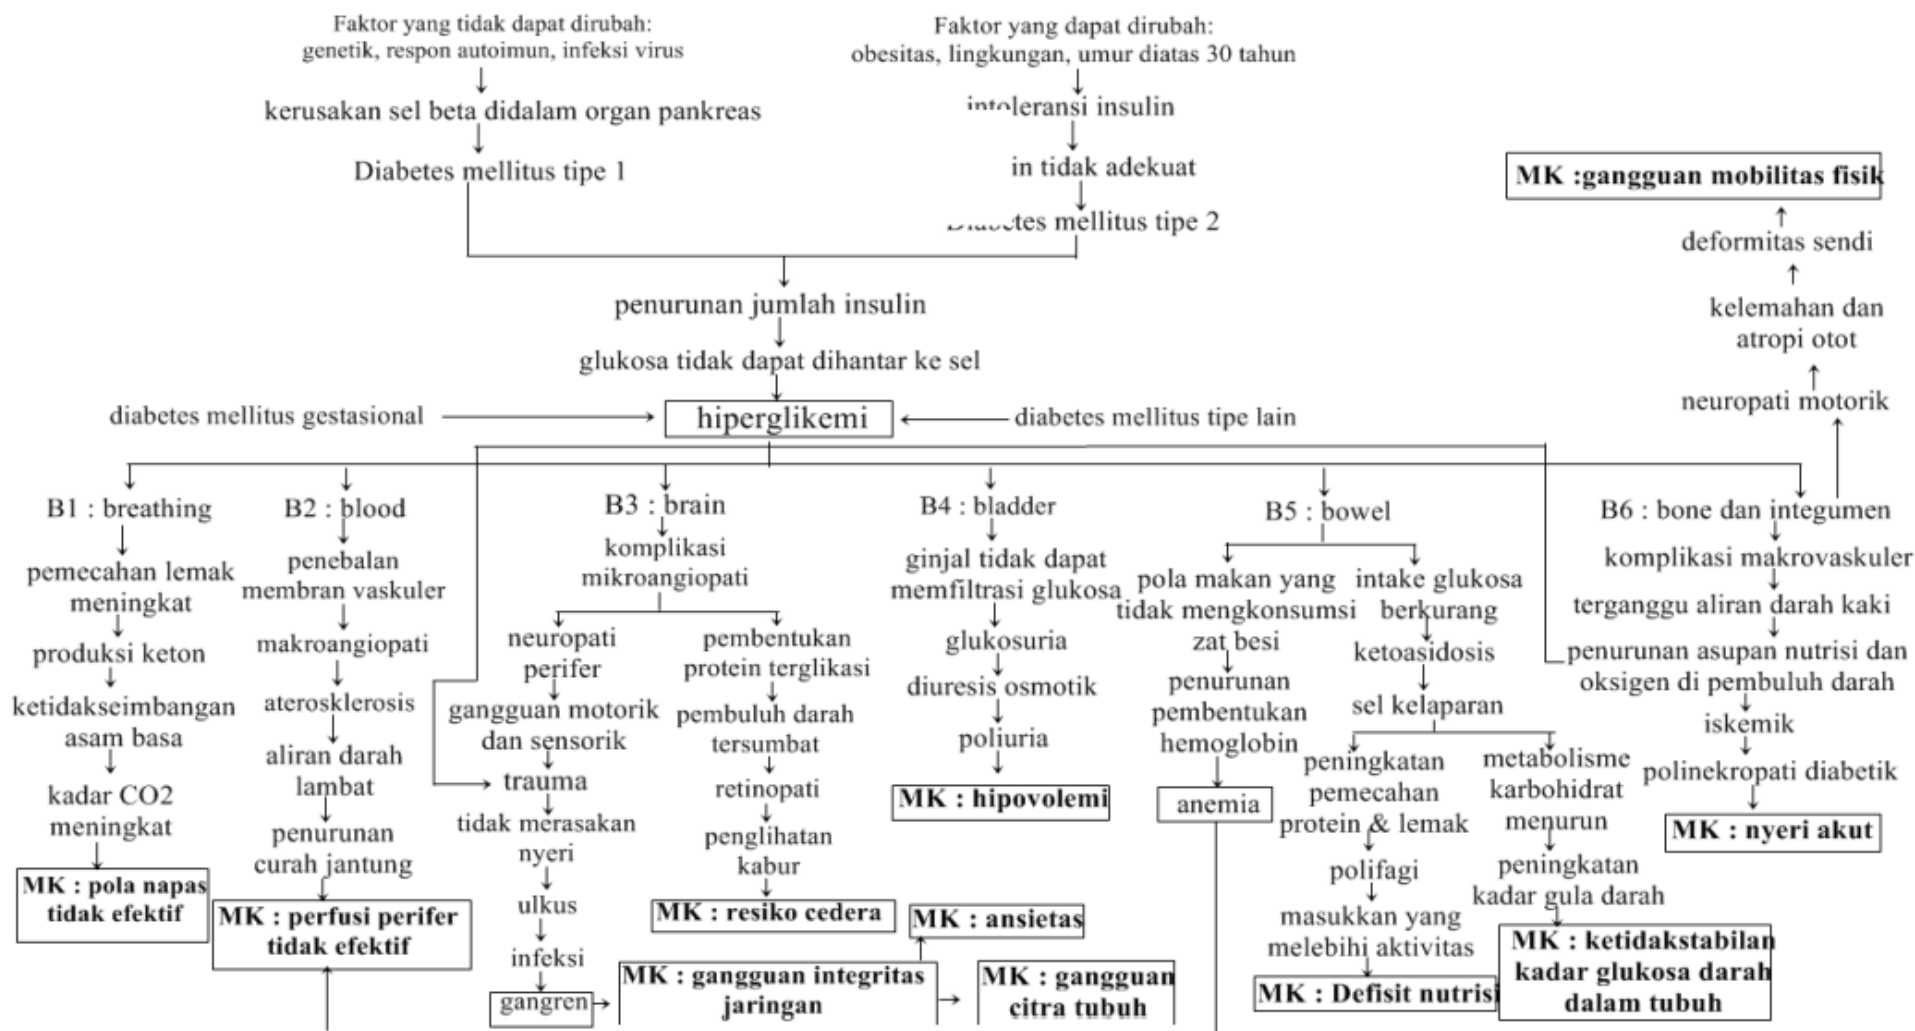 Faktor yang tidak dapat dirubah:
genetik, respon autoimun, infeksi virus
kerusakan sel beta didalam organ pankreas
Diabetes mellitus tipe 1
Faktor yang dapat dirubah:
obesitas, lingkungan, umur diatas 30 tahun
intoleransi insulin
in tidak adekuat
Diabetes mellitus tipe 2
penurunan jumlah insulin
glukosa tidak dapat dihantar ke sel
diabetes mellitus gestasional
hiperglikemi
diabetes mellitus tipe lain
MK :gangguan mobilitas fisik
deformitas sendi
kelemahan dan
atropi otot
neuropati motorik
B1 : breathing
pemecahan lemak
meningkat
produksi keton
ketidakseimbangan
asam basa
kadar CO2
meningkat
MK : pola napas
tidak efektif
B2 : blood
penebalan
membran vaskuler
makroangiopati
aterosklerosis
aliran darah
lambat
penurunan
curah jantung
MK : perfusi perifer
tidak efektif
B3 : brain
komplikasi
mikroangiopati
neuropati
perifer
gangguan motorik
dan sensorik
trauma
tidak merasakan
nyeri
ulkus
infeksi
gangren
pembentukan
protein terglikasi
pembuluh darah
tersumbat
retinopati
penglihatan
kabur
MK : resiko cedera
MK : gangguan integritas
jaringan
MK : ansietas
MK : gangguan
citra tubuh
B4 : bladder
ginjal tidak dapat
memfiltrasi glukosa
glukosuria
diuresis osmotik
poliuria
MK : hipovolemi
B5 : bowel
pola makan yang
tidak mengkonsumsi
zat besi
penurunan
pembentukan
hemoglobin
anemia
intake glukosa
berkurang
ketoasidosis
sel kelaparan
peningkatan
pemecahan
protein & lemak
polifagi
masukkan yang
melebihi aktivitas
MK : Defisit nutrisi
metabolisme
karbohidrat
menurun
peningkatan
kadar gula darah
MK : ketidakstabilan
kadar glukosa darah
dalam tubuh
B6 : bone dan integumen
komplikasi makrovaskuler
terganggu aliran darah kaki
penurunan asupan nutrisi dan
oksigen di pembuluh darah
iskemik
polinekropati diabetik
MK : nyeri akut